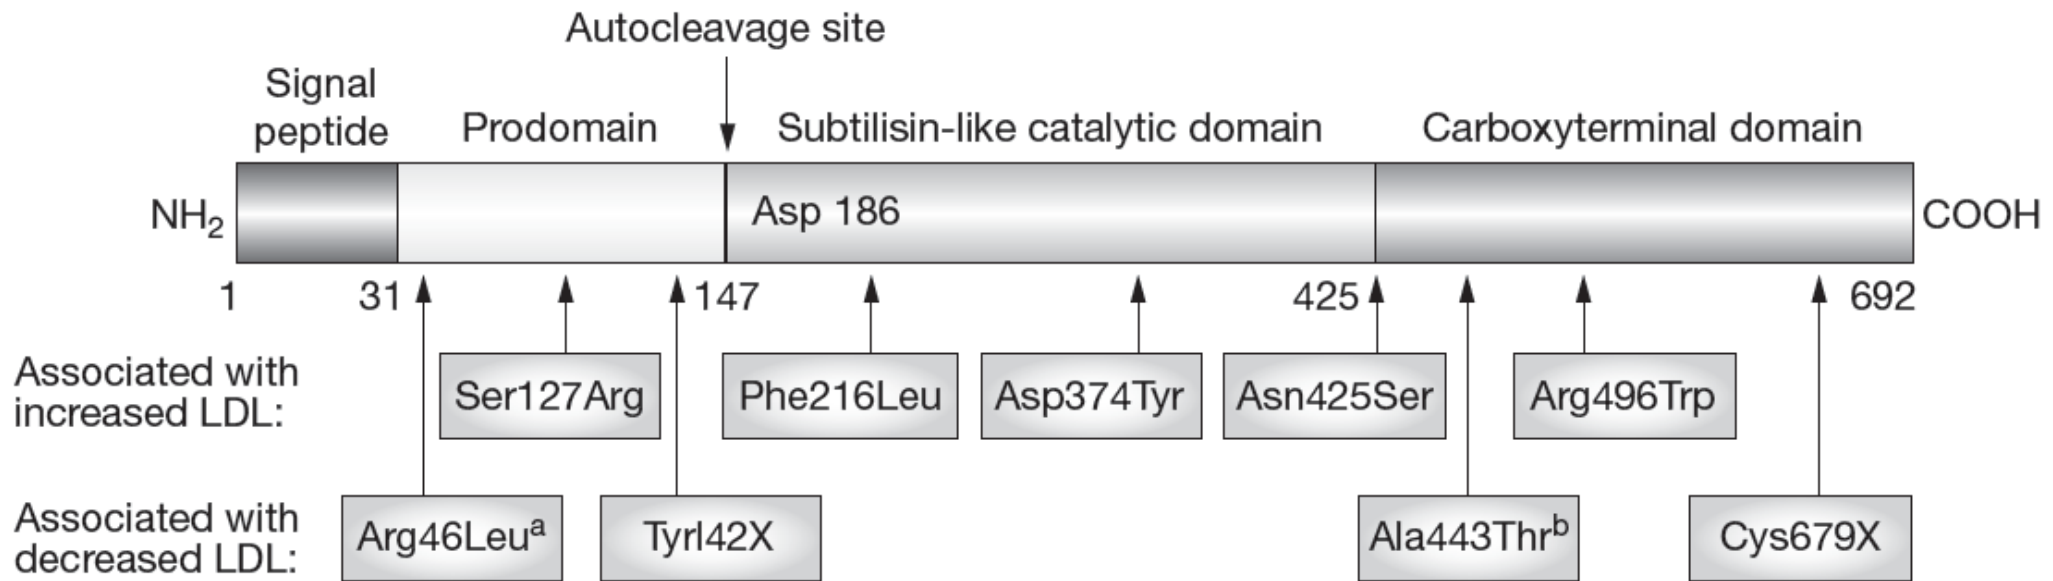 Autocleavage site
Signal
peptide
Prodomain
Subtilisin-like catalytic domain
Carboxyterminal domain
NH₂
Asp 186
COOH
1
31
147
425
692
Associated with
increased LDL:
Ser127Arg
Phe216Leu
Asp374Tyr
Asn425Ser
Arg496Trp
Associated with
decreased LDL:
Arg46Leuᵃ
Tyrl42X
Ala443Thrᵇ
Cys679X